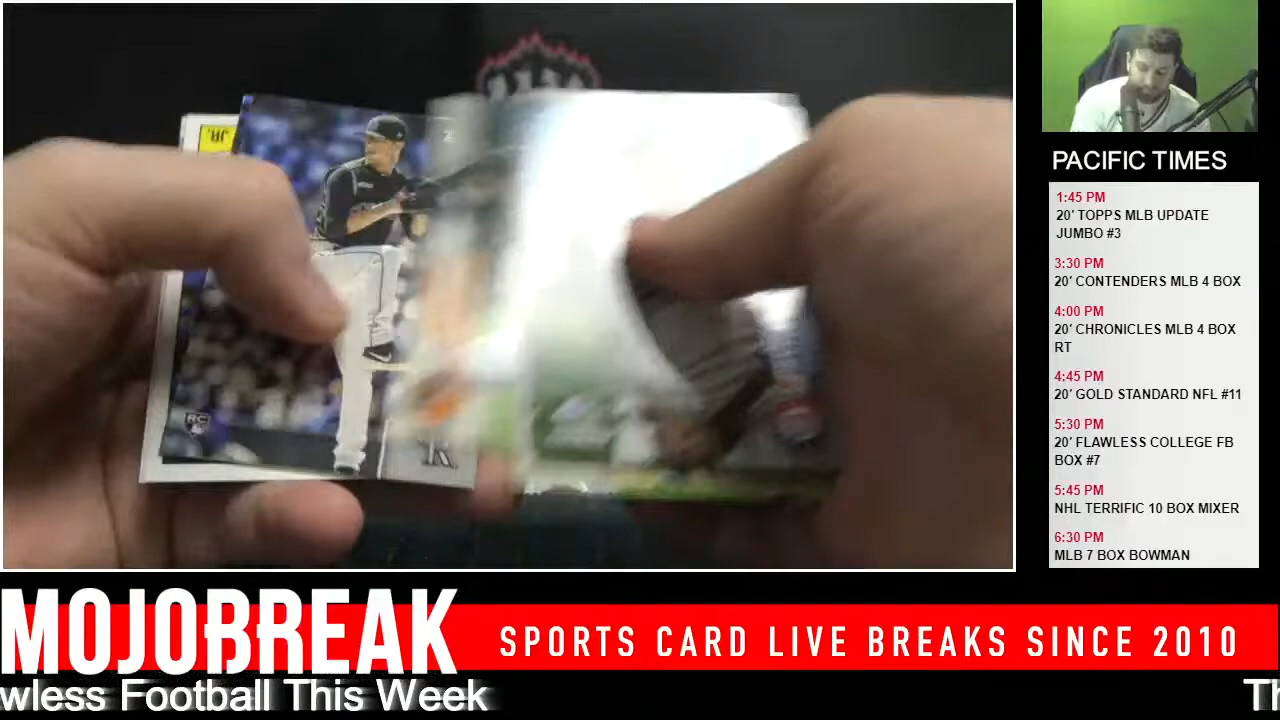 JR.
RC
PACIFIC TIMES
1:45 PM
20' TOPPS MLB UPDATE
JUMBO #3
3:30 PM
20' CONTENDERS MLB 4 BOX
4:00 PM
20' CHRONICLES MLB 4 BOX
RT
4:45 PM
20' GOLD STANDARD NFL #11
5:30 PM
20' FLAWLESS COLLEGE FB
BOX #7
5:45 PM
NHL TERRIFIC 10 BOX MIXER
6:30 PM
MLB 7 BOX BOWMAN
MOJOBREAK
SPORTS CARD LIVE BREAKS SINCE 2010
wless Football This Week
Th